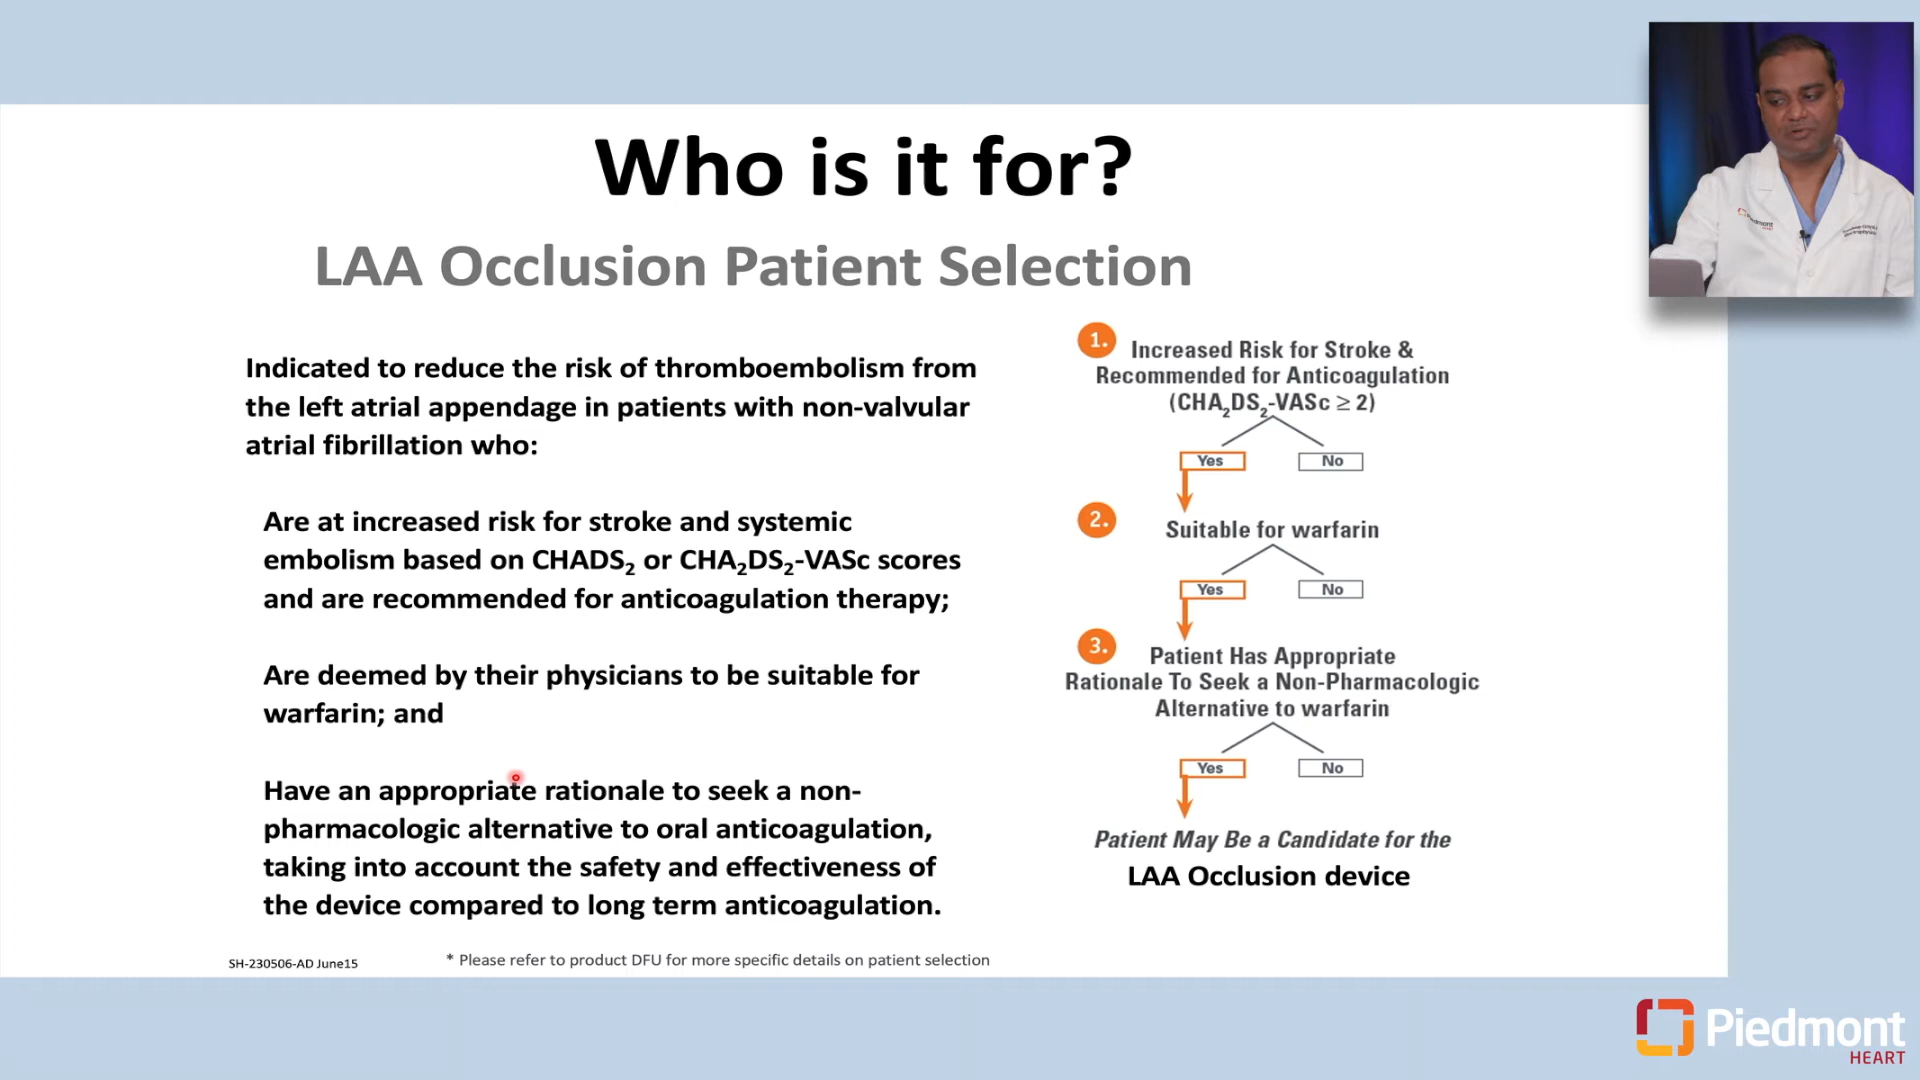 Who is it for?
LAA Occlusion Patient Selection
Indicated to reduce the risk of thromboembolism from
the left atrial appendage in patients with non-valvular
atrial fibrillation who:
Are at increased risk for stroke and systemic
embolism based on CHADS₂ or CHA₂DS₂-VASc scores
and are recommended for anticoagulation therapy;
Are deemed by their physicians to be suitable for
warfarin; and
Have an appropriate rationale to seek a non-
pharmacologic alternative to oral anticoagulation,
taking into account the safety and effectiveness of
the device compared to long term anticoagulation.
SH-230506-AD June15
* Please refer to product DFU for more specific details on patient selection
1.
Increased Risk for Stroke &
Recommended for Anticoagulation
(CHA₂DS₂-VASc ≥ 2)
Yes No
2.
Suitable for warfarin
Yes No
3.
Patient Has Appropriate
Rationale To Seek a Non-Pharmacologic
Alternative to warfarin
Yes No
Patient May Be a Candidate for the
LAA Occlusion device
Piedmont
HEART
Piedmont
HEART